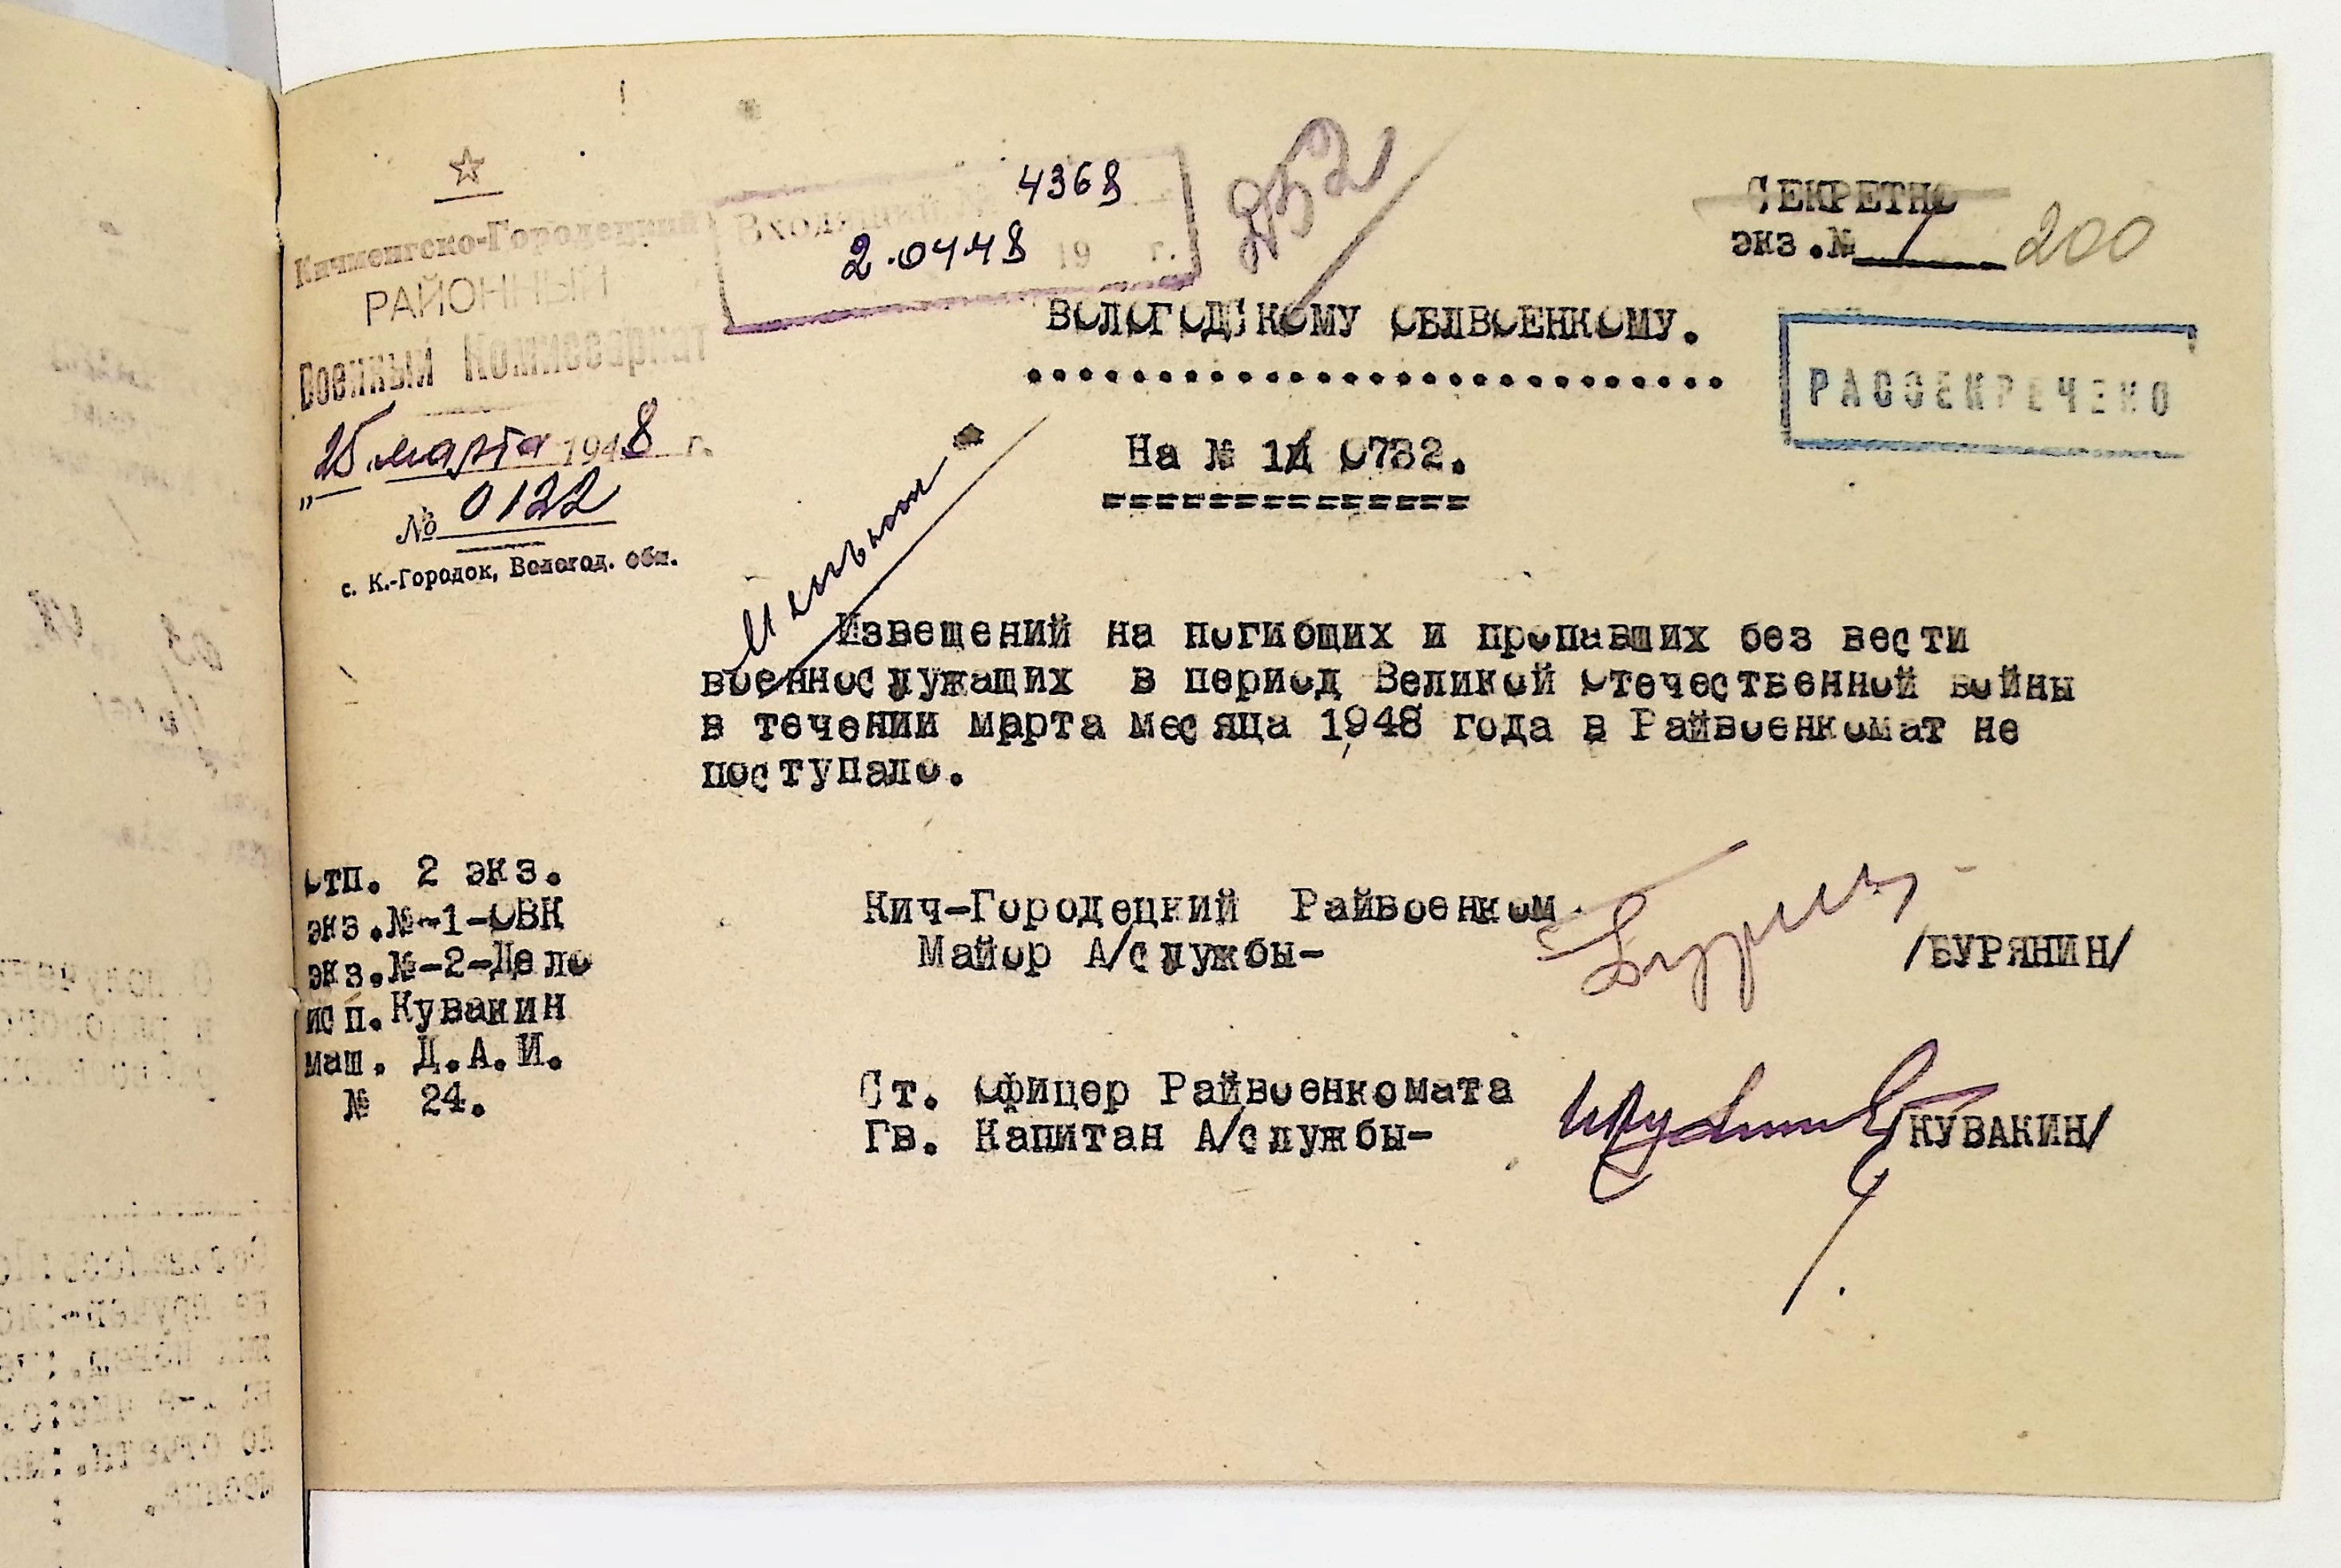 Кичменгско-Городецкий
РАЙОННЫЙ
Военный Комиссариат
„25 марта 1948 г.
№ 0122
с. К.-Городок, Вологод. обл.
Входящий № 4368
2.04 48 19 г.
СЕКРЕТНО
экз.№ 1 200
ВОЛОГОДСКОМУ ОБЛВОЕНКОМУ.
РАССЕКРЕЧЕНО
На № 1/ 0782.
Извещений на погибших и пропавших без вести
военнослужащих в период Великой Отечественной войны
в течении марта месяца 1948 года в Райвоенкомат не
поступало.
Отп. 2 экз.
экз.№-1-ОВК
экз.№-2-Дело
исп.Кувакин
маш. Д.А.И.
№ 24.
Кич-Городецкий Райвоенком.
Майор А/службы- /БУРЯНИН/
Ст. Офицер Райвоенкомата
Гв. Капитан А/службы- /КУВАКИН/